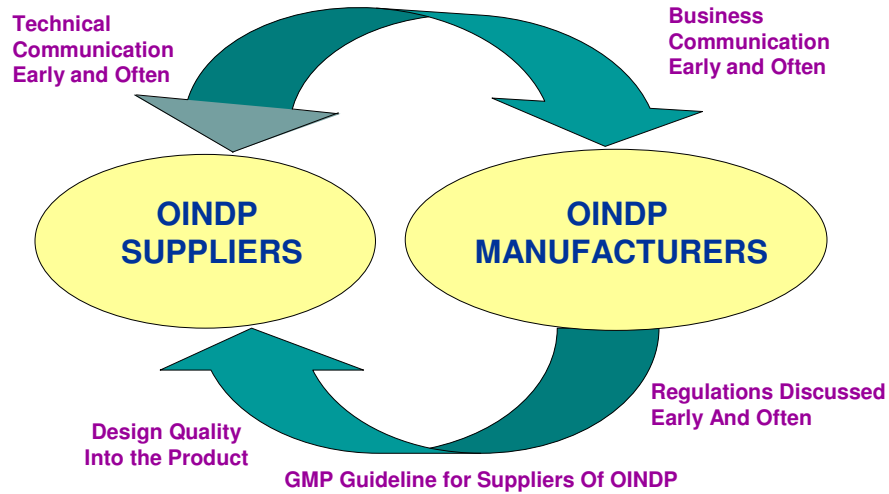 Technical
Communication
Early and Often
Business
Communication
Early and Often
OINDP
SUPPLIERS
OINDP
MANUFACTURERS
Regulations Discussed
Early And Often
Design Quality
Into the Product
GMP Guideline for Suppliers Of OINDP